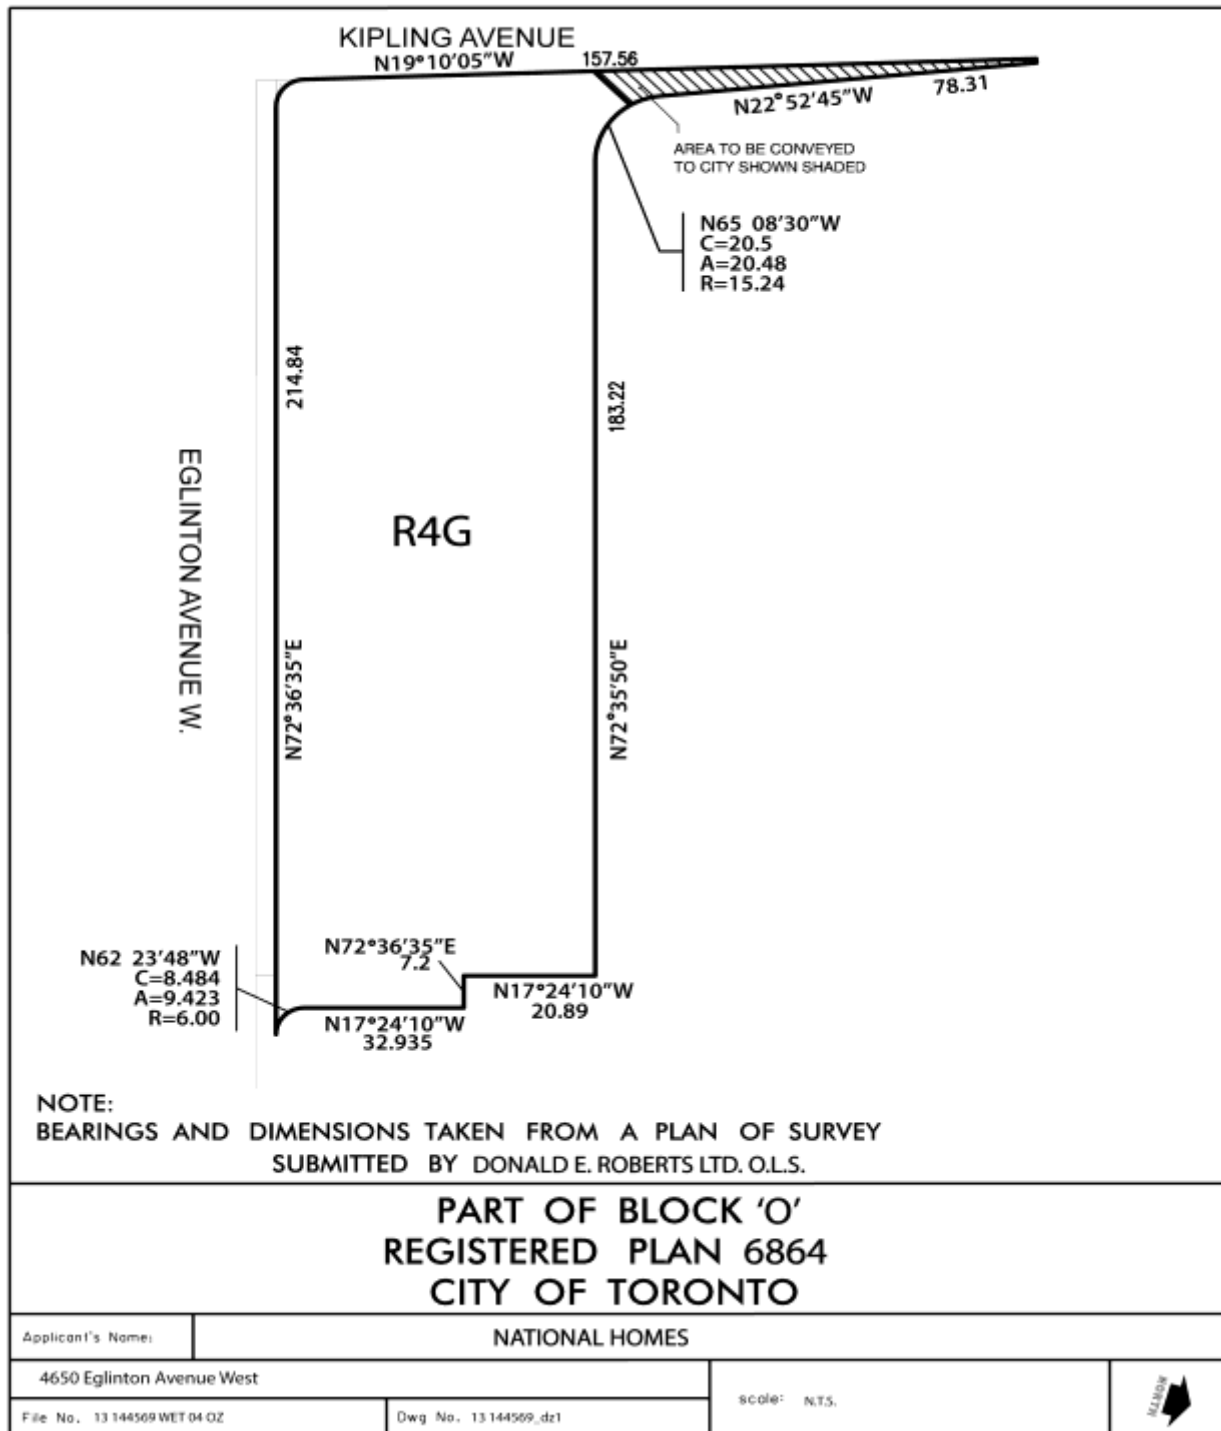 KIPLING AVENUE
N19°10'05"W
157.56
N22°52'45"W
78.31
AREA TO BE CONVEYED
TO CITY SHOWN SHADED
N65 08'30"W
C=20.5
A=20.48
R=15.24
214.84
183.22
EGLINTON AVENUE W.
R4G
N72°36'35"E
N72°35'50"E
N62 23'48"W
C=8.484
A=9.423
R=6.00
N72°36'35"E
7.2
N17°24'10"W
20.89
N17°24'10"W
32.935
NOTE:
BEARINGS AND DIMENSIONS TAKEN FROM A PLAN OF SURVEY
SUBMITTED BY DONALD E. ROBERTS LTD. O.L.S.
PART OF BLOCK 'O'
REGISTERED PLAN 6864
CITY OF TORONTO
Applicant's Name:
NATIONAL HOMES
4650 Eglinton Avenue West
scale: N.T.S.
NORTH
File No. 13 144569 WET 04 OZ
Dwg No. 13 144569_dz1